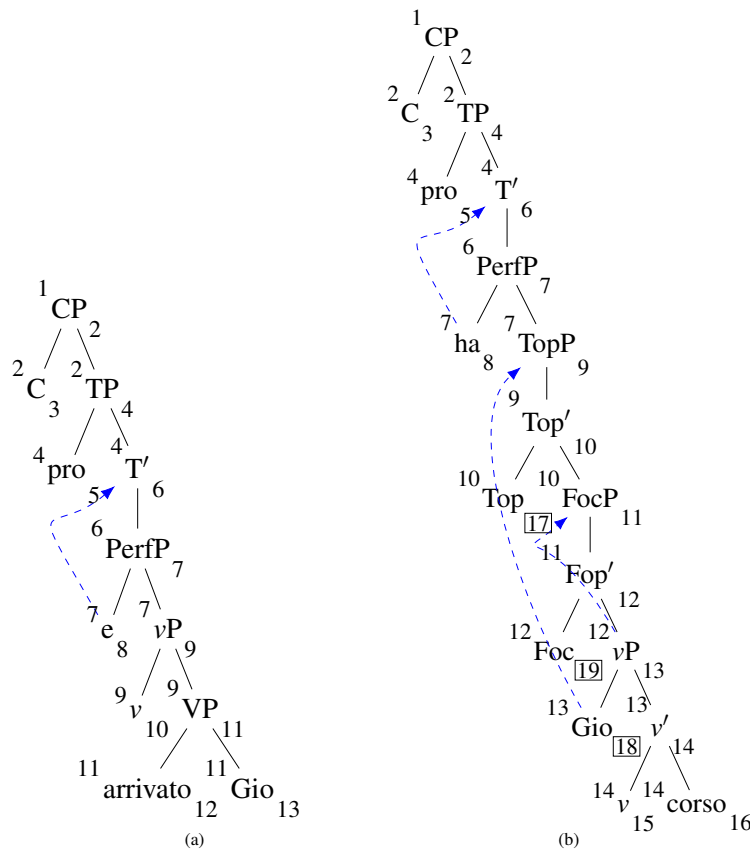 1 CP 2
2 C 3 2 TP 4
4 pro 5 4 T′ 6
6 PerfP 7
7 e 8 7 vP 9
9 v 10 9 VP 11
11 arrivato 12 11 Gio 13
(a)
1 CP 2
2 C 3 2 TP 4
4 pro 5 4 T′ 6
6 PerfP 7
7 ha 8 7 TopP 9
9 Top′ 10
10 Top 17 10 FocP 11
11 Fop′ 12
12 Foc 19 12 vP 13
13 Gio 18 13 v′ 14
14 v 15 14 corso 16
(b)